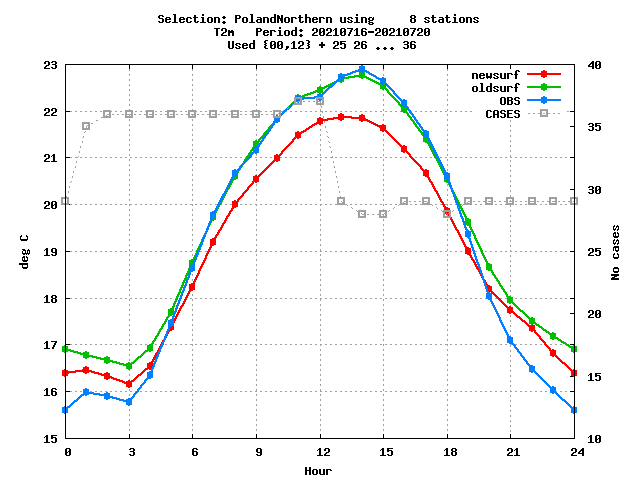 Selection: PolandNorthern using     8 stations
T2m   Period: 20210716-20210720
Used {00,12} + 25 26 ... 36
newsurf
oldsurf
OBS
CASES
23
22
21
20
19
18
17
16
15
deg C
40
35
30
25
20
15
10
No cases
0 3 6 9 12 15 18 21 24
Hour